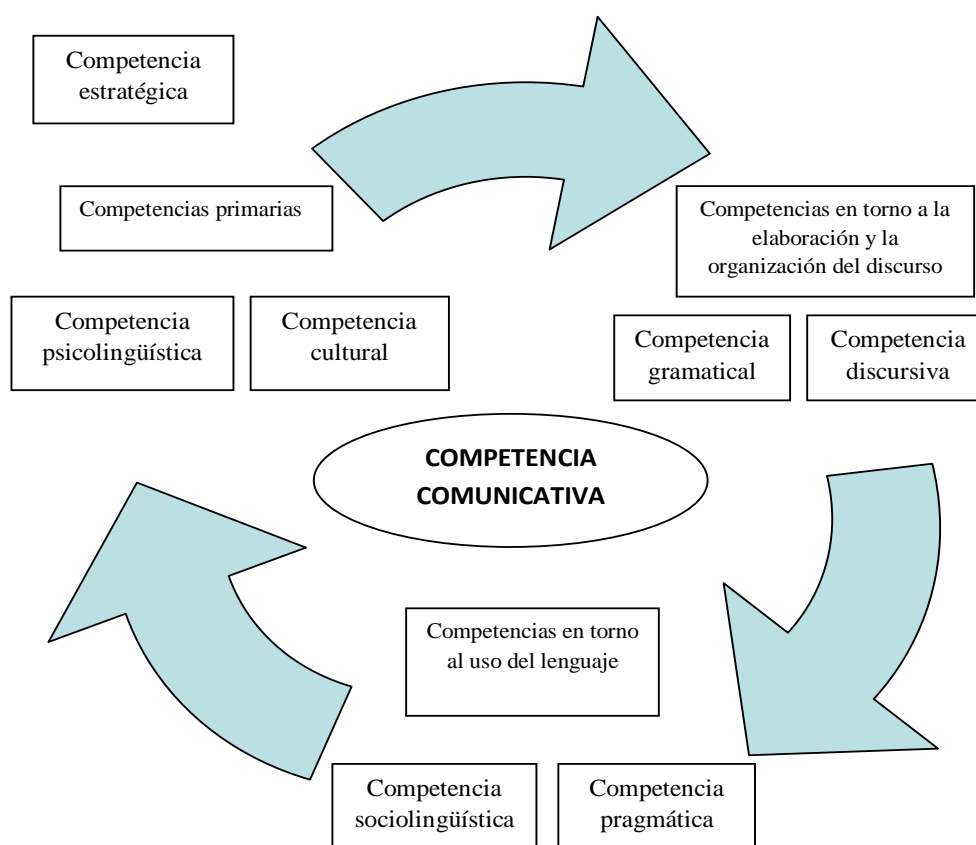 Competencia
estratégica
Competencias primarias
Competencias en torno a la
elaboración y la
organización del discurso
Competencia
psicolingüística
Competencia
cultural
Competencia
gramatical
Competencia
discursiva
COMPETENCIA
COMUNICATIVA
Competencias en torno
al uso del lenguaje
Competencia
sociolingüística
Competencia
pragmática